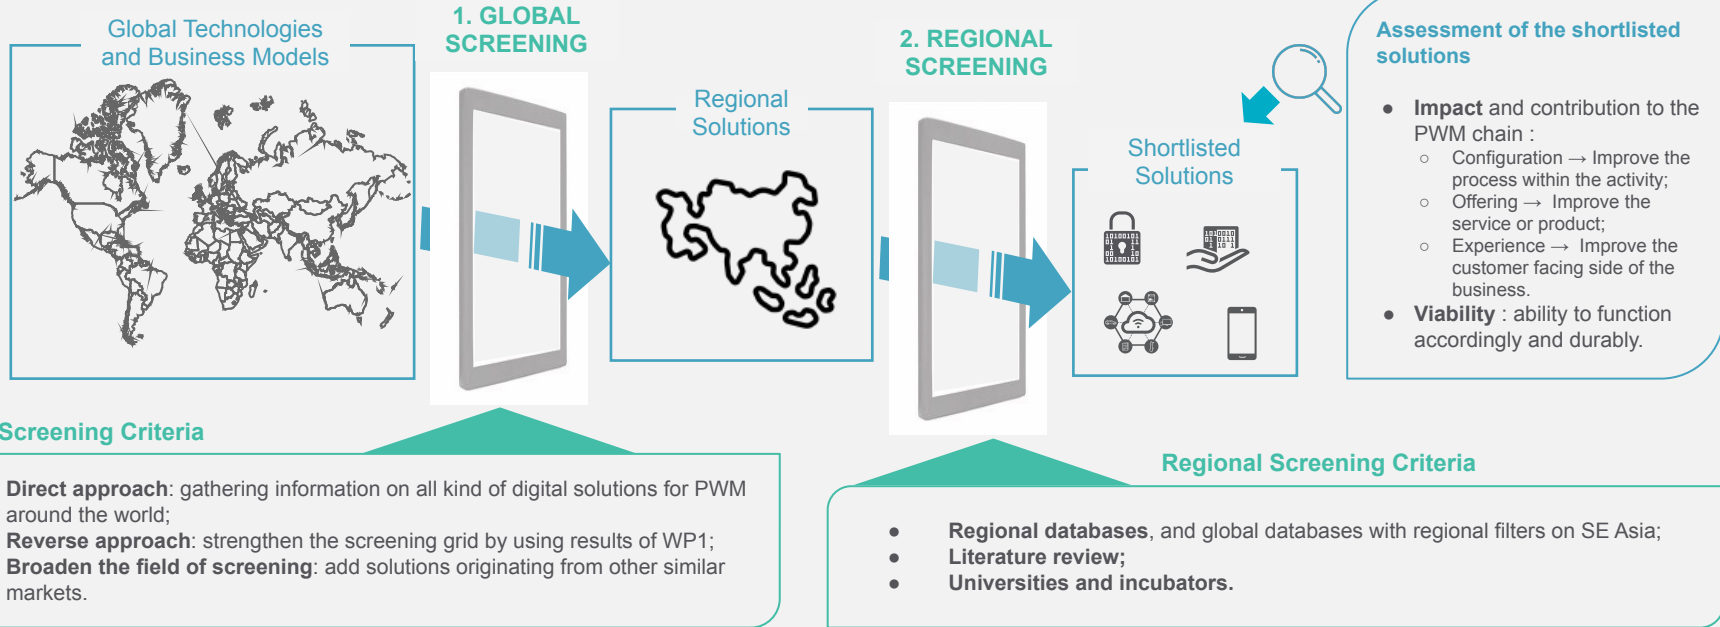 Global Technologies
and Business Models
1. GLOBAL
SCREENING
Regional
Solutions
2. REGIONAL
SCREENING
Shortlisted
Solutions
Assessment of the shortlisted
solutions
● Impact and contribution to the
PWM chain :
○ Configuration → Improve the
process within the activity;
○ Offering → Improve the
service or product;
○ Experience → Improve the
customer facing side of the
business.
● Viability : ability to function
accordingly and durably.
Screening Criteria
Direct approach: gathering information on all kind of digital solutions for PWM
around the world;
Reverse approach: strengthen the screening grid by using results of WP1;
Broaden the field of screening: add solutions originating from other similar
markets.
Regional Screening Criteria
● Regional databases, and global databases with regional filters on SE Asia;
● Literature review;
● Universities and incubators.